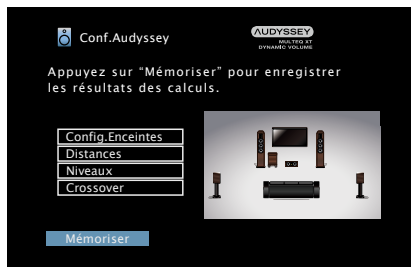 Conf.Audyssey
AUDYSSEY
MULTEQ XT
DYNAMIC VOLUME
Appuyez sur “Mémoriser” pour enregistrer
les résultats des calculs.
Config.Enceintes
Distances
Niveaux
Crossover
Mémoriser